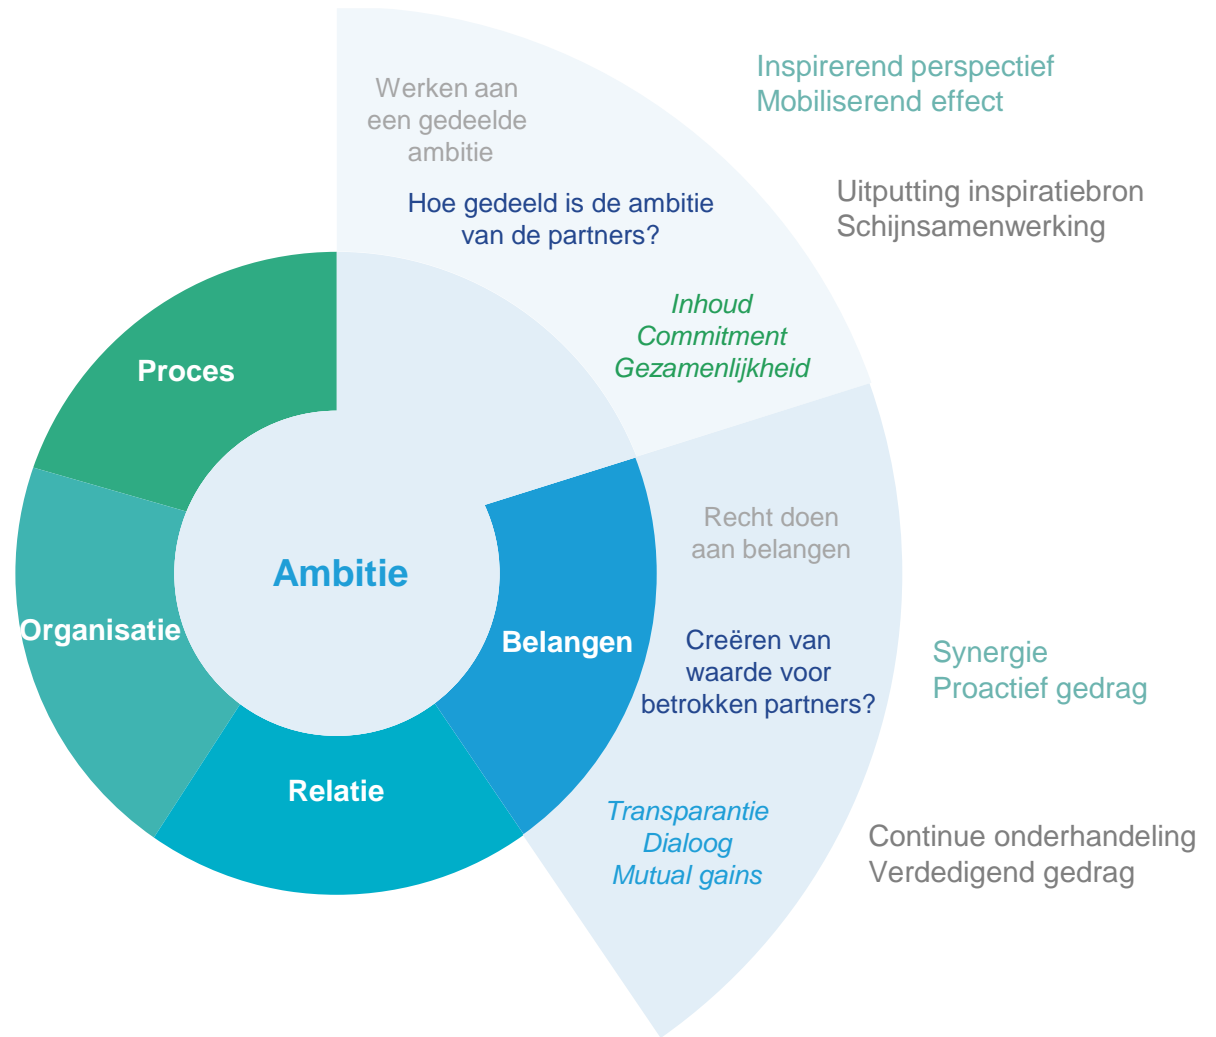 Werken aan
een gedeelde
ambitie
Hoe gedeeld is de ambitie
van de partners?
Inhoud
Commitment
Gezamenlijkheid
Inspirerend perspectief
Mobiliserend effect
Uitputting inspiratiebron
Schijnsamenwerking
Proces
Organisatie
Ambitie
Relatie
Belangen
Recht doen
aan belangen
Creëren van
waarde voor
betrokken partners?
Transparantie
Dialoog
Mutual gains
Synergie
Proactief gedrag
Continue onderhandeling
Verdedigend gedrag